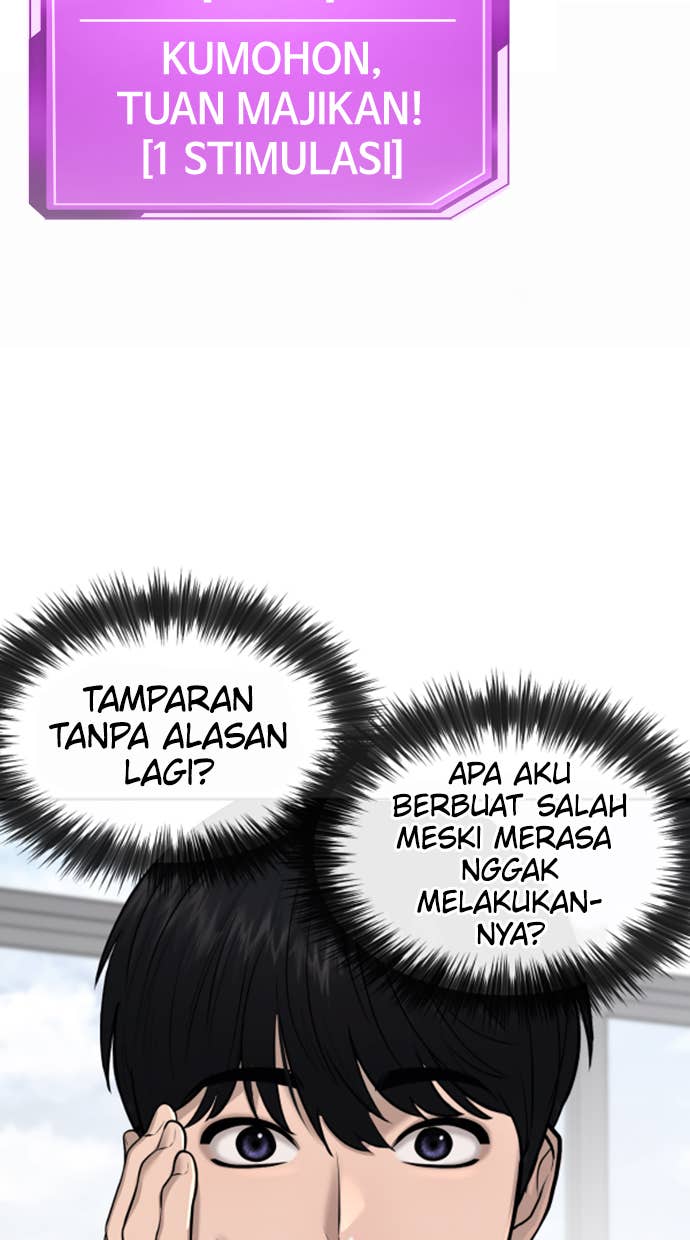 KUMOHON,
TUAN MAJIKAN!
[1 STIMULASI]
TAMPARAN
TANPA ALASAN
LAGI?
APA AKU
BERBUAT SALAH
MESKI MERASA
NGGAK
MELAKUKAN-
NYA?